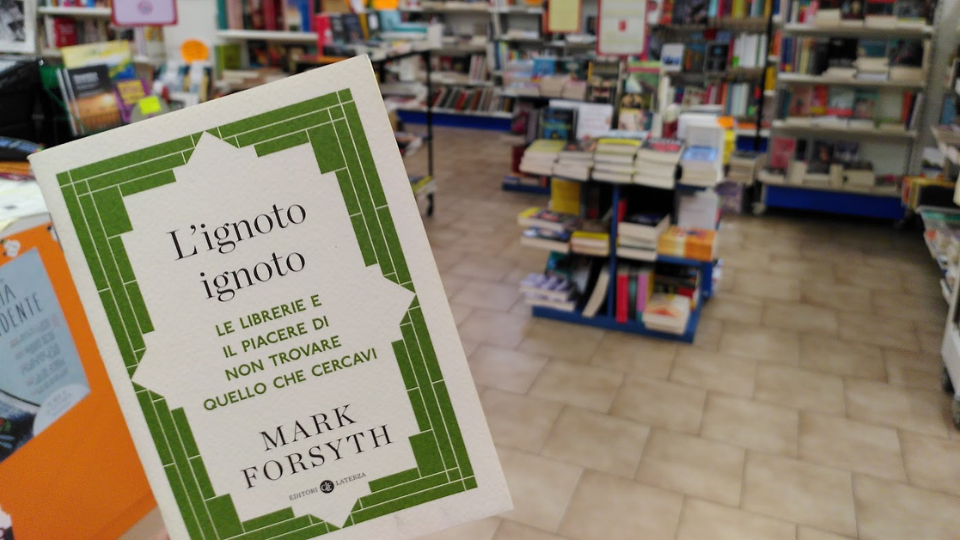 L'ignoto
ignoto
LE LIBRERIE E
IL PIACERE DI
NON TROVARE
QUELLO CHE CERCAVI
MARK
FORSYTH
EDITORI LATERZA